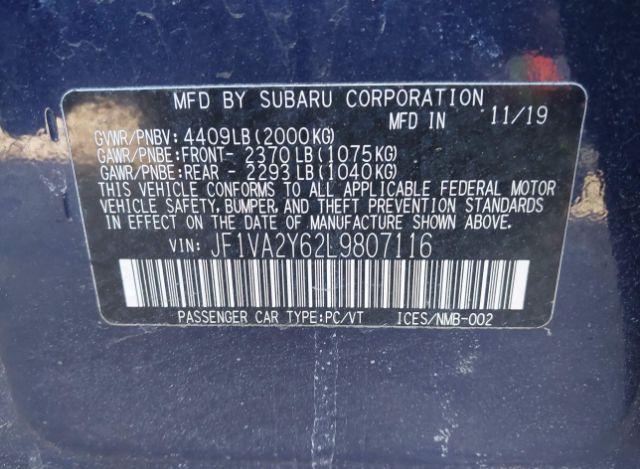 MFD BY SUBARU CORPORATION
MFD IN 11/19
GVWR/PNBV: 4409LB(2000KG)
GAWR/PNBE:FRONT- 2370LB(1075KG)
GAWR/PNBE:REAR - 2293LB(1040KG)
THIS VEHICLE CONFORMS TO ALL APPLICABLE FEDERAL MOTOR
VEHICLE SAFETY, BUMPER, AND THEFT PREVENTION STANDARDS
IN EFFECT ON THE DATE OF MANUFACTURE SHOWN ABOVE.
VIN: JF1VA2Y62L9807116
PASSENGER CAR TYPE:PC/VT ICES/NMB-002